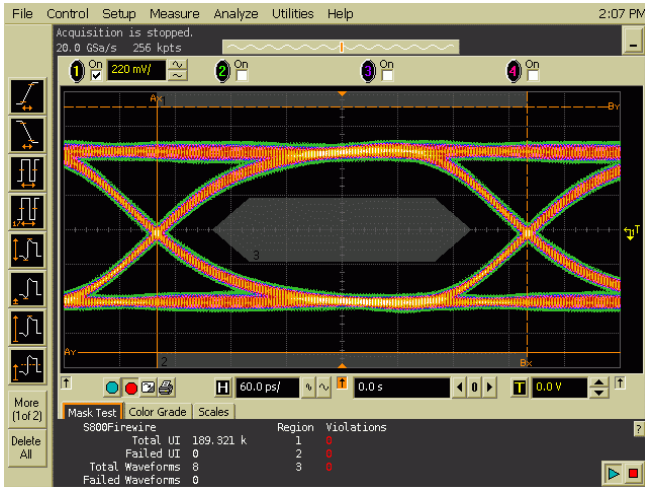 File Control Setup Measure Analyze Utilities Help 2:07 PM
Acquisition is stopped.
20.0 GSa/s 256 kpts
1 On 220 mV/ 2 On 3 On 4 On
Ax
By
3
T
Ay
2
Bx
H 60.0 ps/ 0.0 s 0 T 0.0 V
More
(1of 2)
Delete
All
Mask Test Color Grade Scales
S800Firewire Region Violations ?
Total UI 189.321 k 1 0
Failed UI 0 2 0
Total Waveforms 8 3 0
Failed Waveforms 0